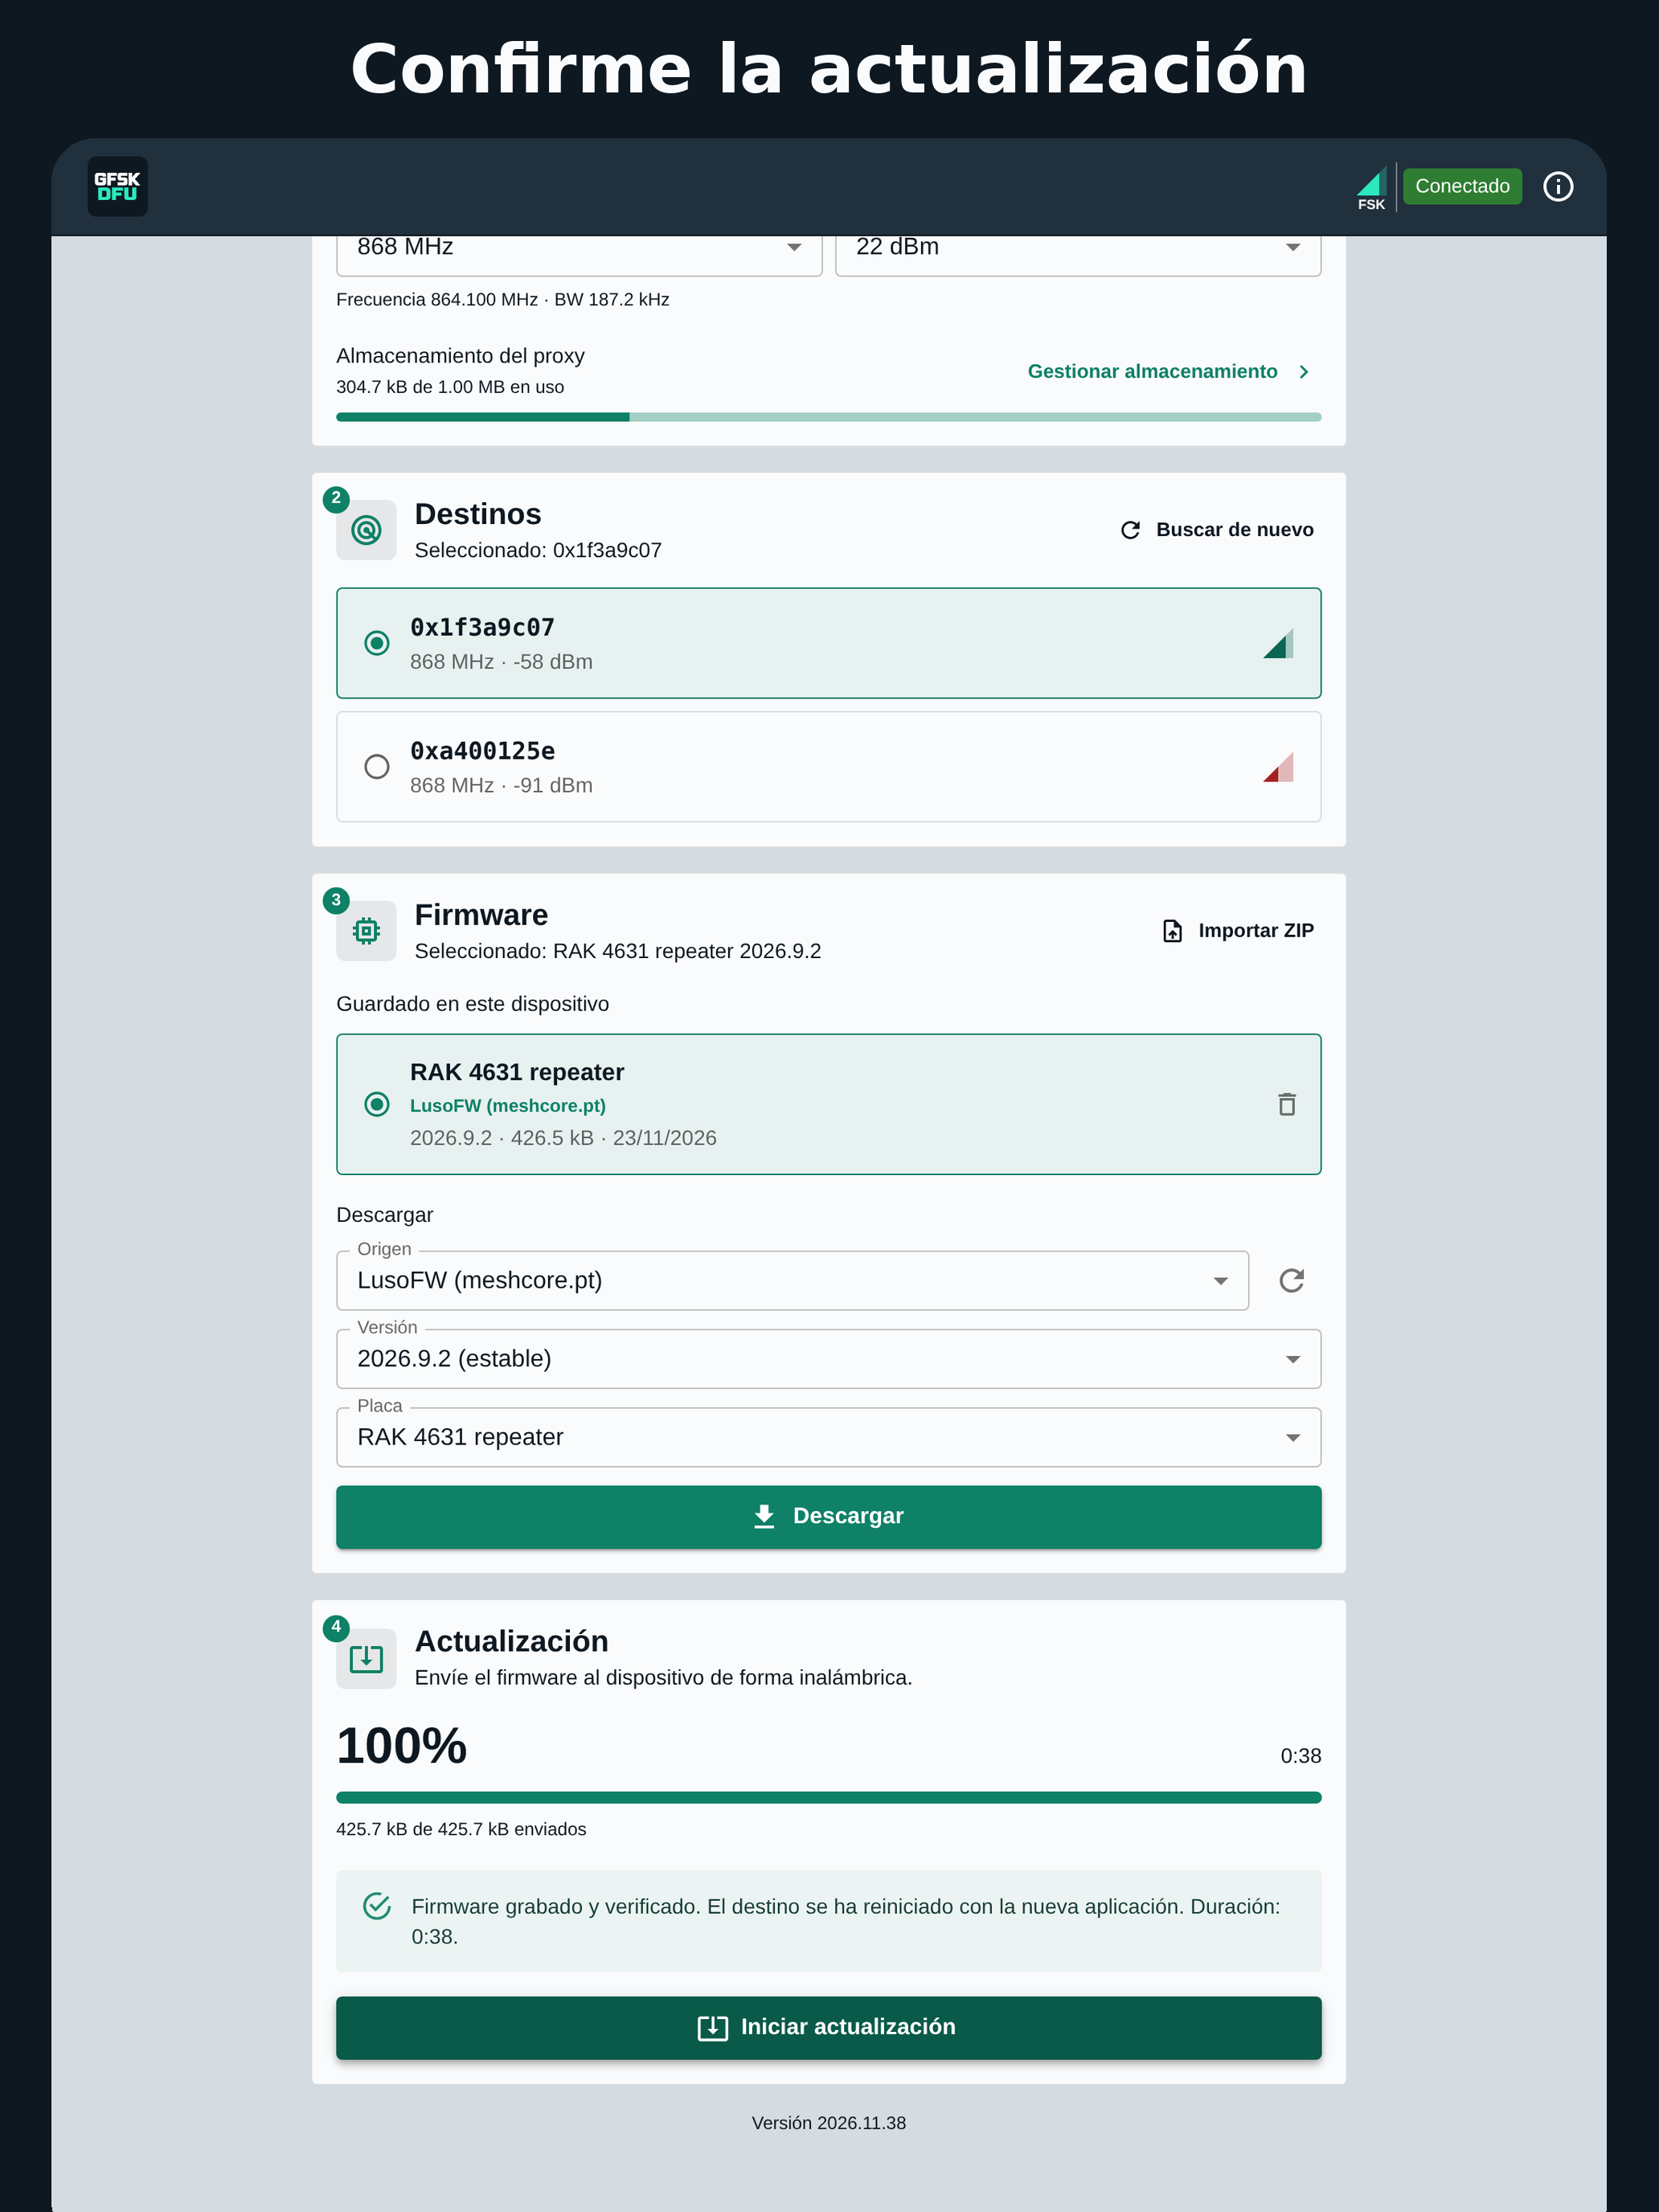 Confirme la actualización
GFSK
DFU
FSK
Conectado
868 MHz
22 dBm
Frecuencia 864.100 MHz · BW 187.2 kHz
Almacenamiento del proxy
304.7 kB de 1.00 MB en uso
Gestionar almacenamiento
2
Destinos
Seleccionado: 0x1f3a9c07
Buscar de nuevo
0x1f3a9c07
868 MHz · -58 dBm
0xa400125e
868 MHz · -91 dBm
3
Firmware
Seleccionado: RAK 4631 repeater 2026.9.2
Importar ZIP
Guardado en este dispositivo
RAK 4631 repeater
LusoFW (meshcore.pt)
2026.9.2 · 426.5 kB · 23/11/2026
Descargar
Origen
LusoFW (meshcore.pt)
Versión
2026.9.2 (estable)
Placa
RAK 4631 repeater
Descargar
4
Actualización
Envíe el firmware al dispositivo de forma inalámbrica.
100%
0:38
425.7 kB de 425.7 kB enviados
Firmware grabado y verificado. El destino se ha reiniciado con la nueva aplicación. Duración:
0:38.
Iniciar actualización
Versión 2026.11.38